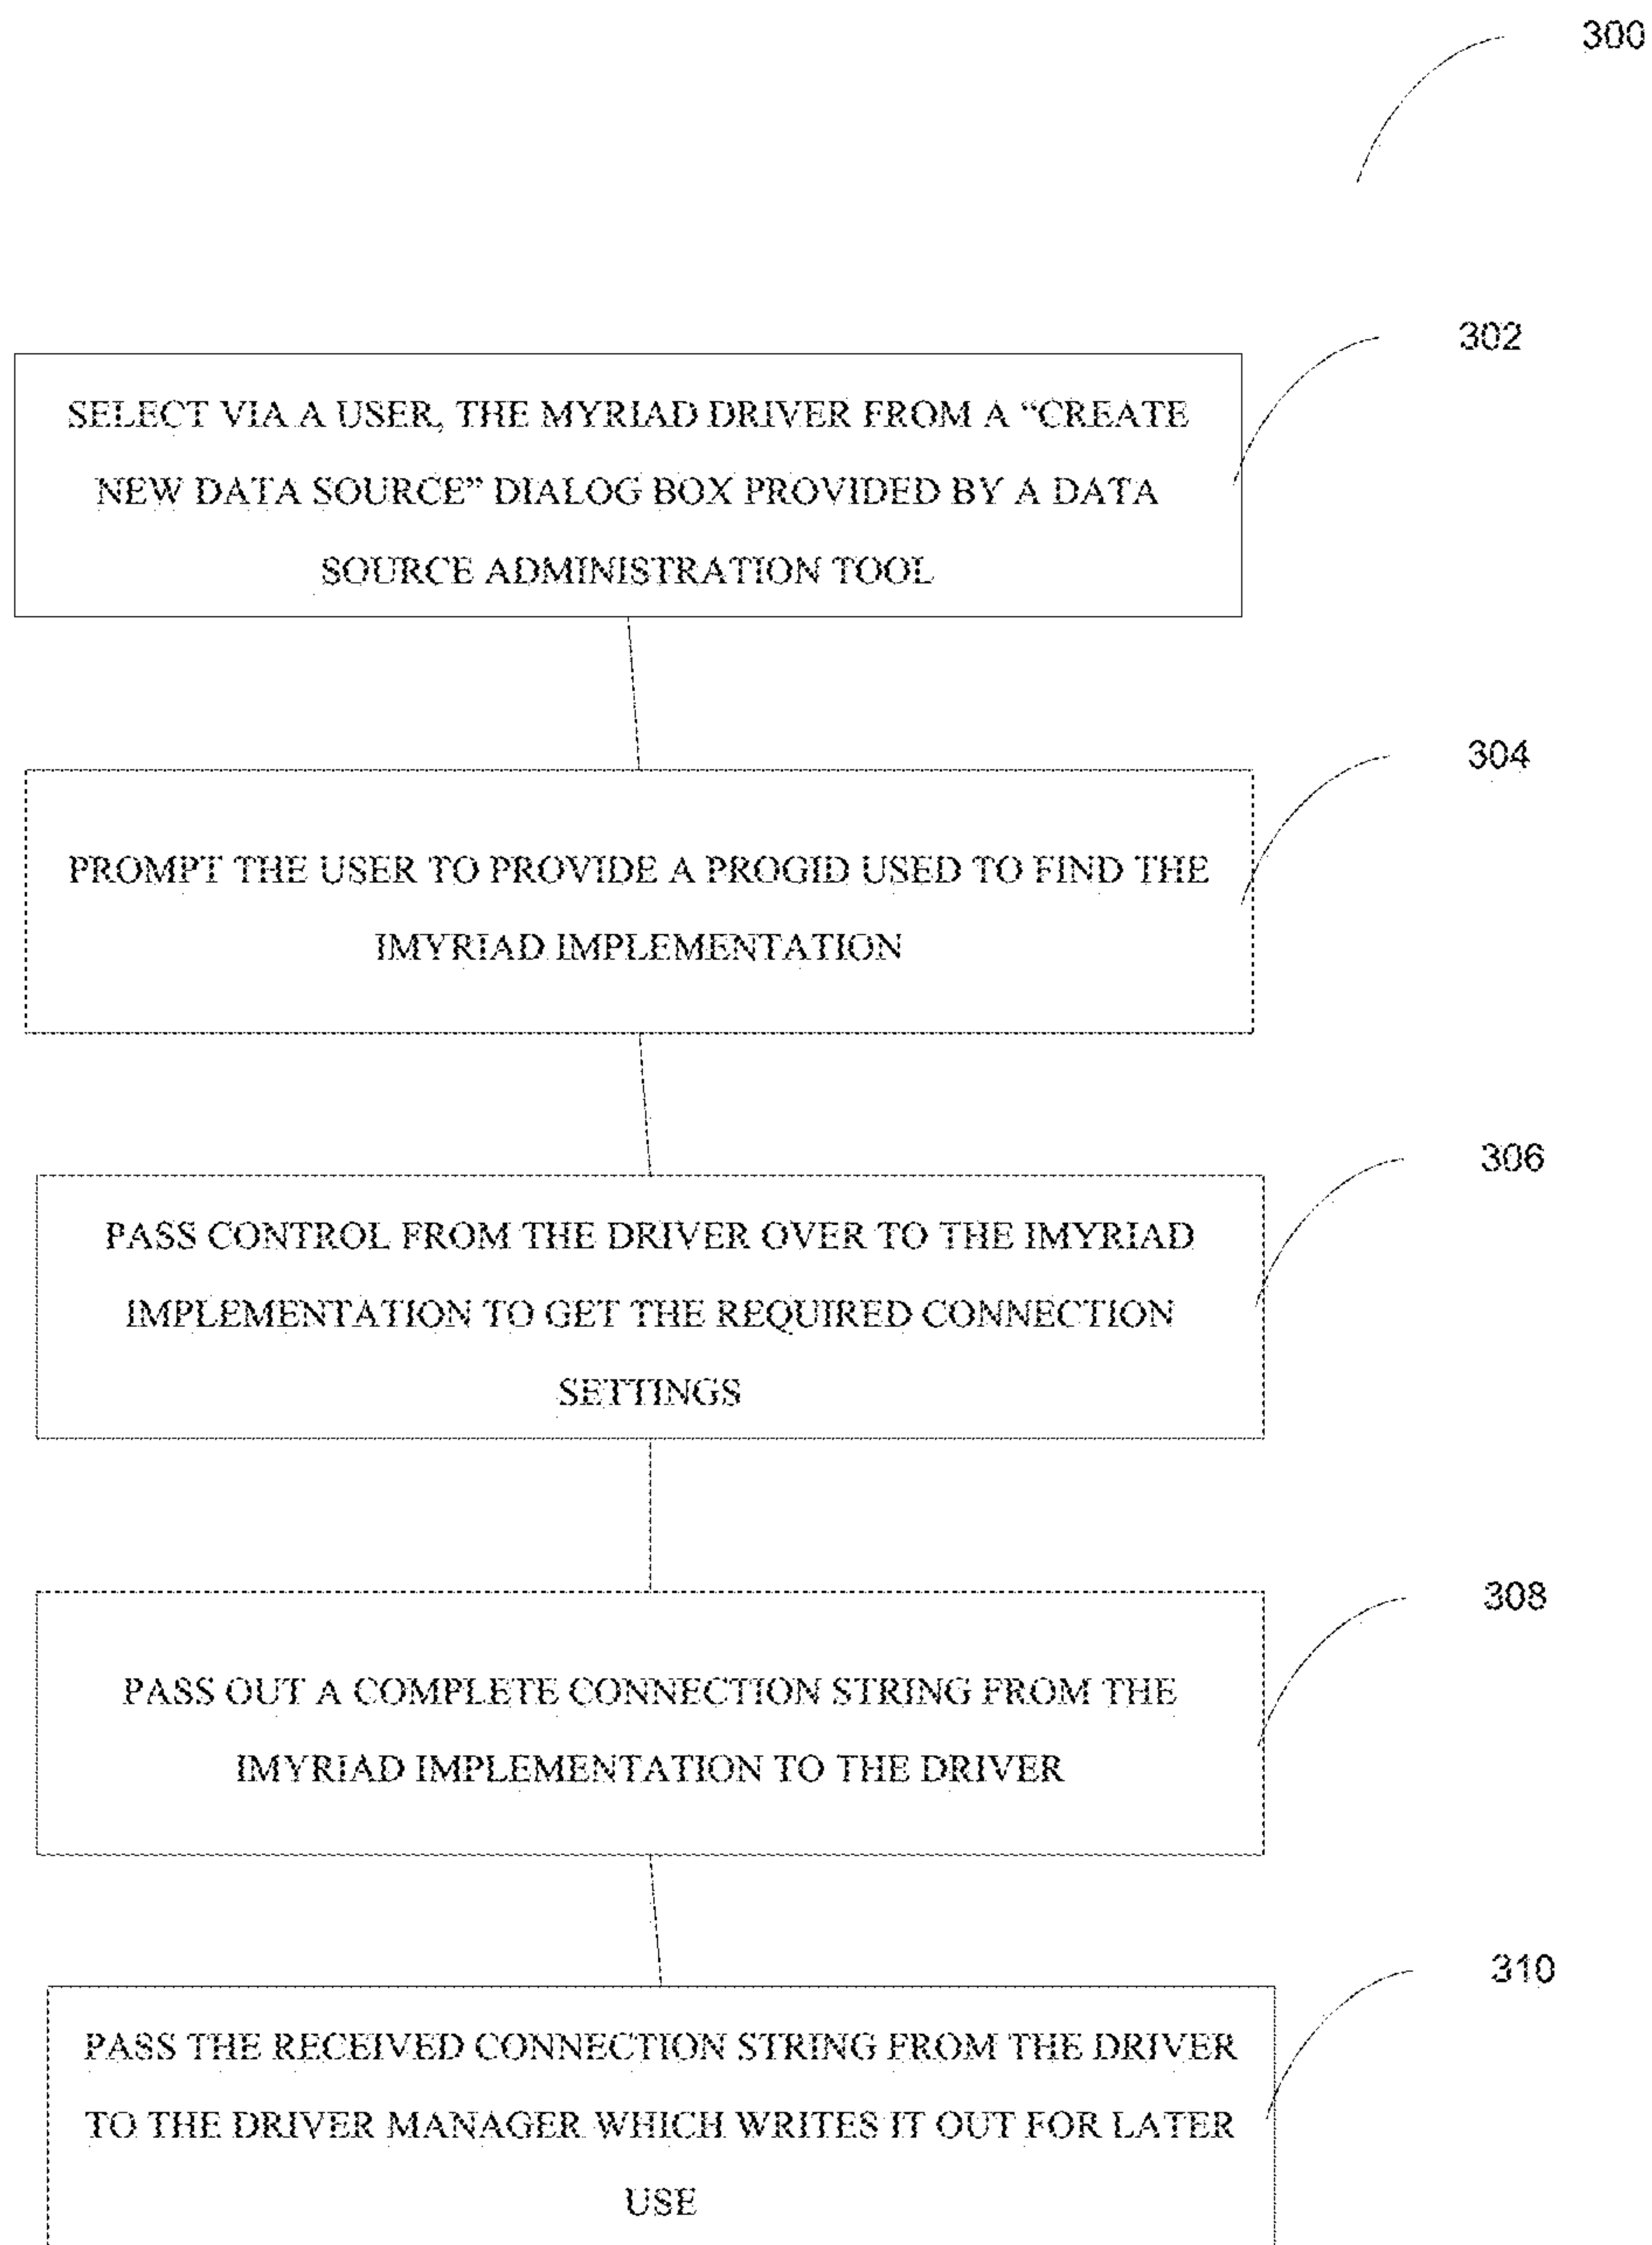 300
302
SELECT VIA A USER, THE MYRIAD DRIVER FROM A “CREATE
NEW DATA SOURCE” DIALOG BOX PROVIDED BY A DATA
SOURCE ADMINISTRATION TOOL
304
PROMPT THE USER TO PROVIDE A PROGID USED TO FIND THE
IMYRIAD IMPLEMENTATION
306
PASS CONTROL FROM THE DRIVER OVER TO THE IMYRIAD
IMPLEMENTATION TO GET THE REQUIRED CONNECTION
SETTINGS
308
PASS OUT A COMPLETE CONNECTION STRING FROM THE
IMYRIAD IMPLEMENTATION TO THE DRIVER
310
PASS THE RECEIVED CONNECTION STRING FROM THE DRIVER
TO THE DRIVER MANAGER WHICH WRITES IT OUT FOR LATER
USE